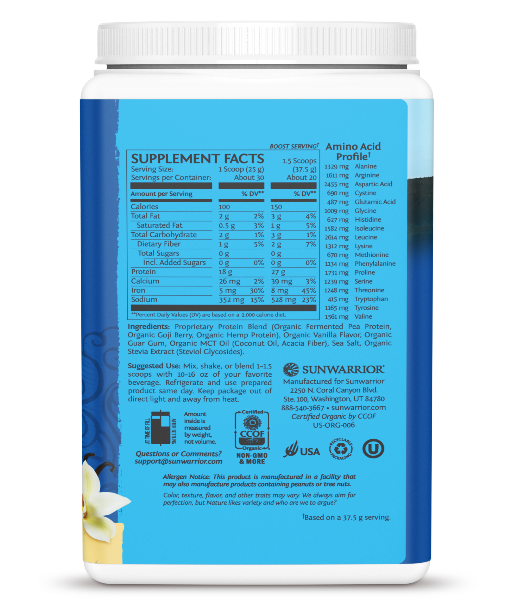 BOOST SERVING†
SUPPLEMENT FACTS
Serving Size: 1 Scoop (25 g) 1.5 Scoops (37.5 g)
Servings per Container: About 30 About 20
Amount per Serving % DV** % DV**
Calories 100 150
Total Fat 2 g 2% 3 g 4%
Saturated Fat 0.5 g 3% 1 g 5%
Total Carbohydrate 2 g 1% 3 g 1%
Dietary Fiber 1 g 5% 2 g 7%
Total Sugars 0 g 0 g
Incl. Added Sugars 0 g 0% 0 g 0%
Protein 18 g 27 g
Calcium 26 mg 2% 39 mg 3%
Iron 5 mg 30% 8 mg 45%
Sodium 352 mg 15% 528 mg 23%
**Percent Daily Values (DV) are based on a 2,000 calorie diet.
Amino Acid
Profile†
1129 mg Alanine
1611 mg Arginine
2455 mg Aspartic Acid
690 mg Cystine
487 mg Glutamic Acid
1009 mg Glycine
627 mg Histidine
1582 mg Isoleucine
2614 mg Leucine
1312 mg Lysine
670 mg Methionine
1134 mg Phenylalanine
1731 mg Proline
1239 mg Serine
1248 mg Threonine
415 mg Tryptophan
1165 mg Tyrosine
1561 mg Valine
Ingredients: Proprietary Protein Blend (Organic Fermented Pea Protein,
Organic Goji Berry, Organic Hemp Protein), Organic Vanilla Flavor, Organic
Guar Gum, Organic MCT Oil (Coconut Oil, Acacia Fiber), Sea Salt, Organic
Stevia Extract (Steviol Glycosides).
Suggested Use: Mix, shake, or blend 1–1.5
scoops with 10–16 oz of your favorite
beverage. Refrigerate and use prepared
product same day. Keep package out of
direct light and away from heat.
SUNWARRIOR®
Manufactured for Sunwarrior
2250 N. Coral Canyon Blvd.
Ste. 100, Washington, UT 84780
888-540-3667 • sunwarrior.com
Certified Organic by CCOF
US-ORG-006
Amount
inside is
measured
by weight,
not volume.
Certified
CCOF
Organic
NON-GMO
& MORE
USA
U
Questions or Comments?
support@sunwarrior.com
Allergen Notice: This product is manufactured in a facility that
may also manufacture products containing peanuts or tree nuts.
Color, texture, flavor, and other traits may vary. We always aim for
perfection, but Nature likes variety and who are we to argue?
†Based on a 37.5 g serving.